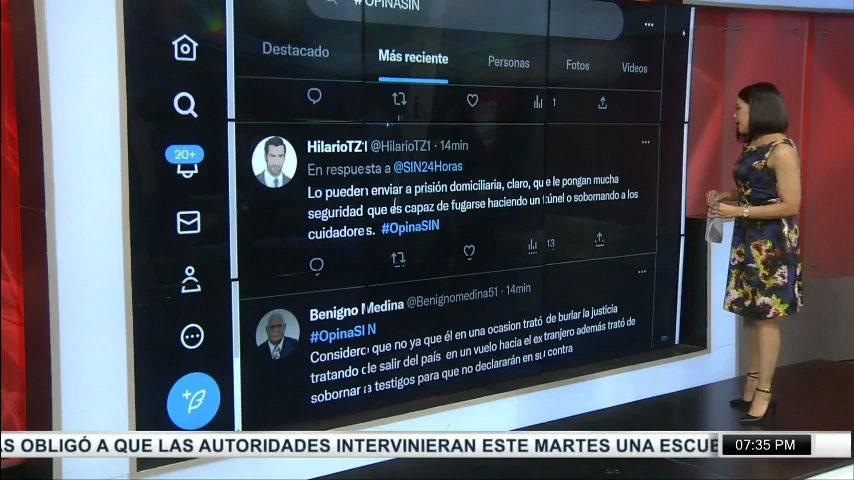 #OPINASIN
Destacado
Más reciente
Personas
Fotos
Videos
1
HilarioTZ1 @HilarioTZ1 · 14min
En respuesta a @SIN24Horas
Lo pueden enviar a prisión domiciliaria, claro, que le pongan mucha
seguridad que es capaz de fugarse haciendo un túnel o sobornando a los
cuidadores. #OpinaSIN
13
20+
Benigno Medina @Benignomedina51 · 14min
#OpinaSIN
Considero que no ya que él en una ocasion trató de burlar la justicia
tratando de salir del país en un vuelo hacia el extranjero además trató de
sobornar a testigos para que no declararán en su contra
AS OBLIGÓ A QUE LAS AUTORIDADES INTERVINIERAN ESTE MARTES UNA ESCUE
07:35 PM